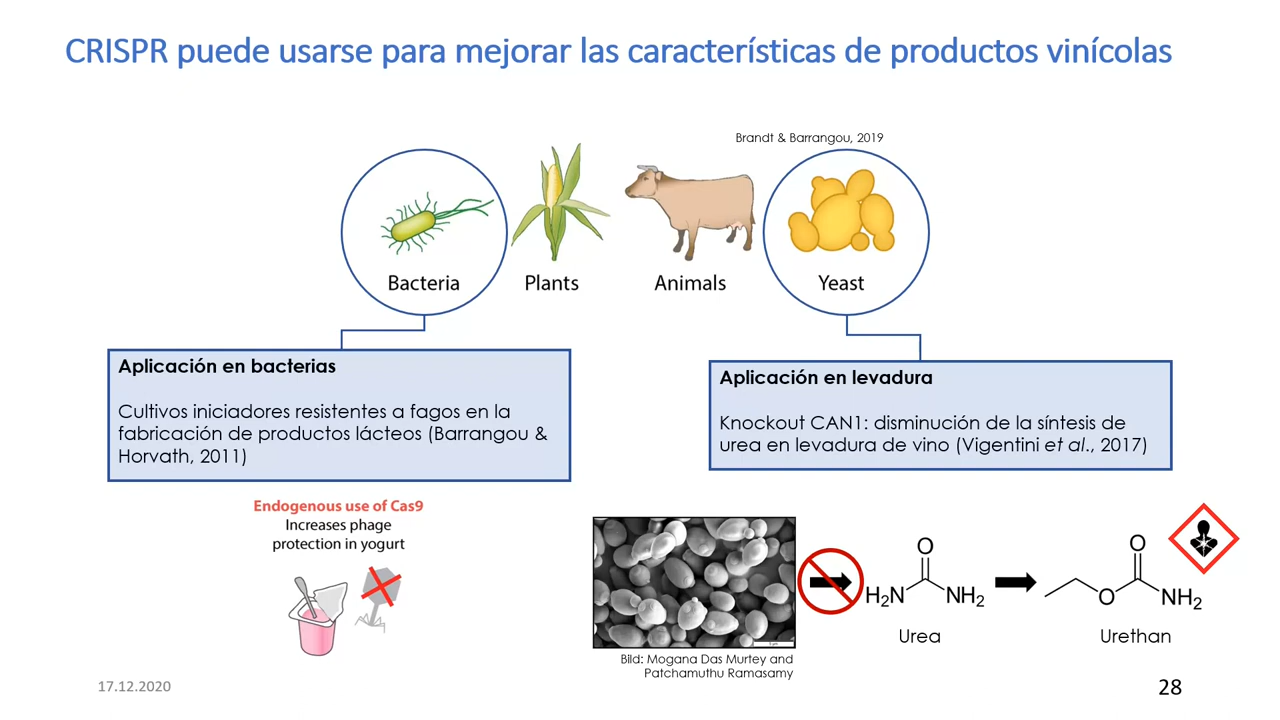 CRISPR puede usarse para mejorar las características de productos vinícolas
Brandt & Barrangou, 2019
Bacteria
Plants
Animals
Yeast
Aplicación en bacterias
Cultivos iniciadores resistentes a fagos en la
fabricación de productos lácteos (Barrangou &
Horvath, 2011)
Aplicación en levadura
Knockout CAN1: disminución de la síntesis de
urea en levadura de vino (Vigentini et al., 2017)
Endogenous use of Cas9
Increases phage
protection in yogurt
Bild: Mogana Das Murtey and
Patchamuthu Ramasamy
O
H₂N
NH₂
Urea
O
O
NH₂
Urethan
17.12.2020
28